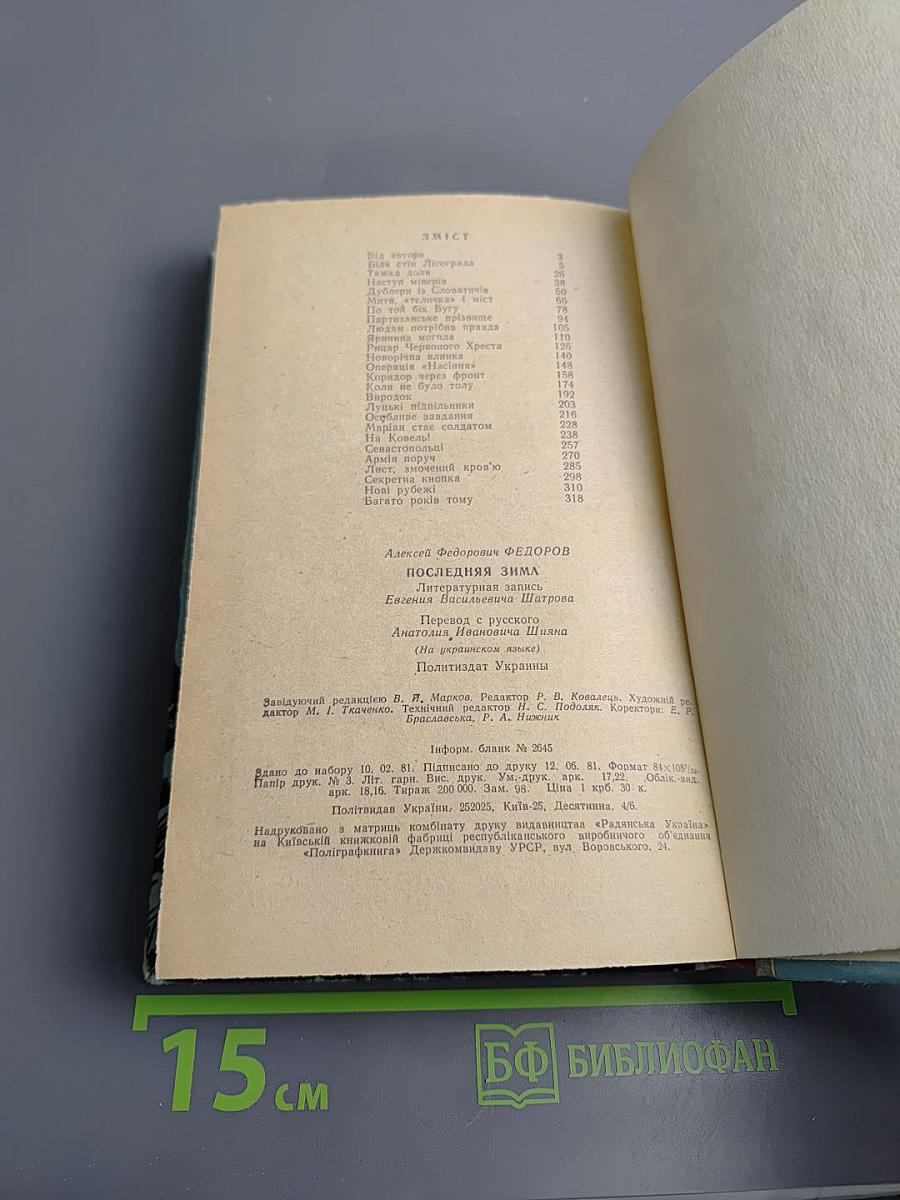 ЗМІСТ
Від автора 3
Біля стін Лісограда 5
Тяжка доля 26
Наступ мінерів 38
Дублери із Словатичів 50
Митя, «теличка» і міст 66
По той бік Бугу 78
Партизанське прізвище 94
Людям потрібна правда 105
Яринина могила 110
Рицар Червоного Хреста 126
Новорічна ялинка 140
Операція «Насіння» 148
Коридор через фронт 158
Коли не було толу 174
Виродок 192
Луцькі підпільники 203
Особливе завдання 216
Маріан стає солдатом 228
На Ковель! 238
Севастопольці 257
Армія поруч 270
Лист, змочений кров'ю 285
Секретна кнопка 298
Нові рубежі 310
Багато років тому 318
Алексей Федорович ФЕДОРОВ
ПОСЛЕДНЯЯ ЗИМА
Литературная запись
Евгения Васильевича Шатрова
Перевод с русского
Анатолия Ивановича Шияна
(На украинском языке)
Политиздат Украины
Завідуючий редакцією В. Я. Марков. Редактор Р. В. Ковалець. Художній ре-
дактор М. І. Ткаченко. Технічний редактор Н. С. Подоляк. Коректори: Е. Р.
Браславська, Р. А. Нижник
Інформ. бланк № 2645
Здано до набору 10. 02. 81. Підписано до друку 12. 06. 81. Формат 84×108¹/₃₂.
Папір друк. № 3. Літ. гарн. Вис. друк. Ум.-друк. арк. 17,22. Облік.-вид.
арк. 18,16. Тираж 200 000. Зам. 98. Ціна 1 крб. 30 к.
Політвидав України. 252025, Київ-25, Десятинна, 4/6.
Надруковано з матриць комбінату друку видавництва «Радянська Україна»
на Київській книжковій фабриці республіканського виробничого об'єднання
«Поліграфкнига» Держкомвидаву УРСР, вул Воровського, 24.
15 см
БФ БИБЛИОФАН